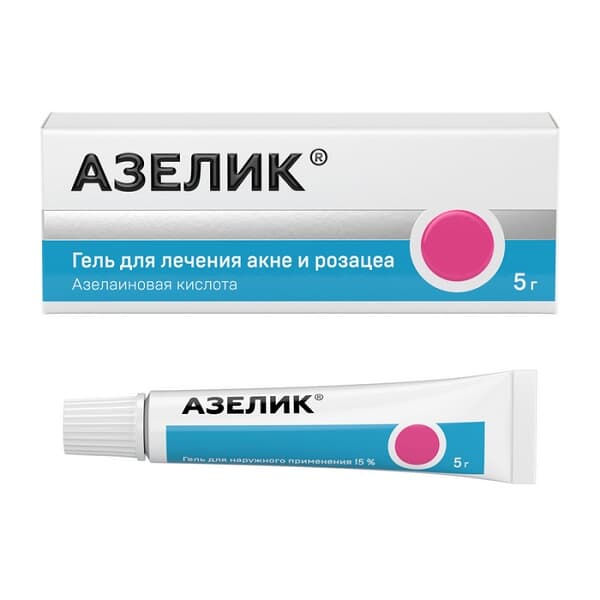 АЗЕЛИК®
Гель для лечения акне и розацеа
Азелаиновая кислота
5 г
АЗЕЛИК®
Гель для наружного применения 15 %
5 г